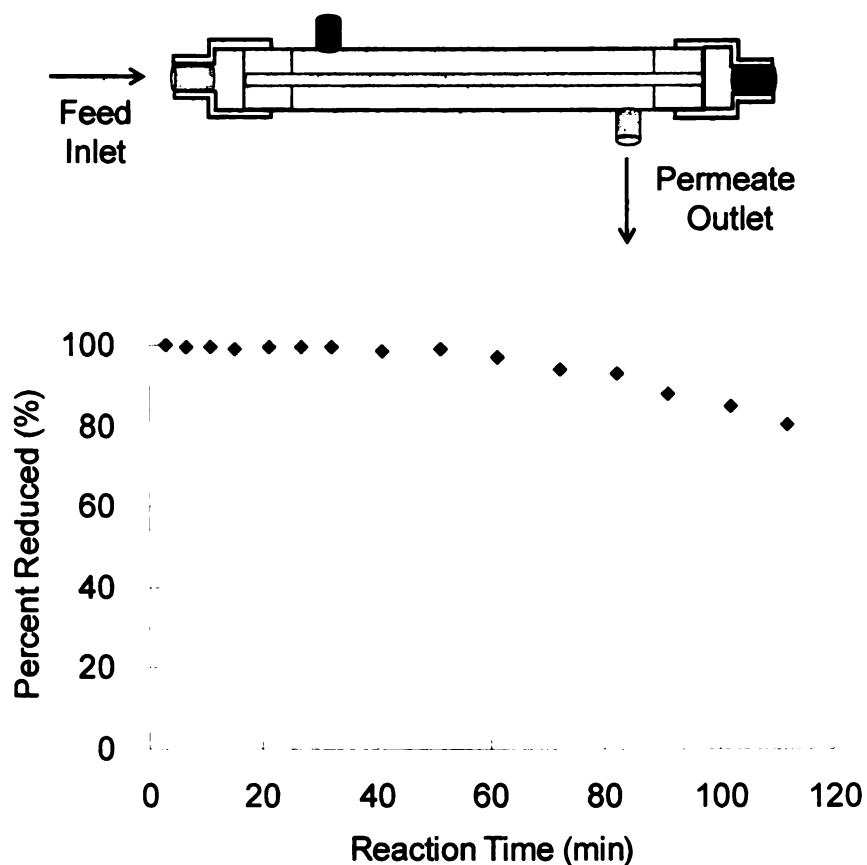 Feed
Inlet
Permeate
Outlet
100
80
60
40
20
0
Percent Reduced (%)
0 20 40 60 80 100 120
Reaction Time (min)